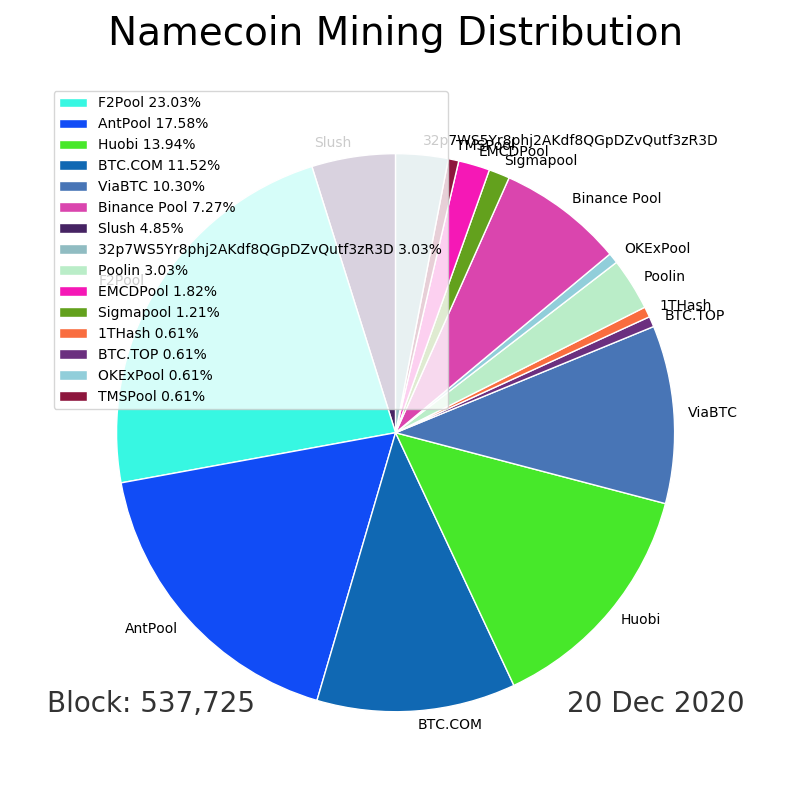 Namecoin Mining Distribution
F2Pool 23.03%
AntPool 17.58%
Huobi 13.94%
BTC.COM 11.52%
ViaBTC 10.30%
Binance Pool 7.27%
Slush 4.85%
32p7WS5Yr8phj2AKdf8QGpDZvQutf3zR3D 3.03%
Poolin 3.03%
EMCDPool 1.82%
Sigmapool 1.21%
1THash 0.61%
BTC.TOP 0.61%
OKExPool 0.61%
TMSPool 0.61%
Slush
32p7WS5Yr8phj2AKdf8QGpDZvQutf3zR3D
TMSPool
EMCDPool
Sigmapool
Binance Pool
OKExPool
Poolin
1THash
BTC.TOP
ViaBTC
Huobi
BTC.COM
AntPool
F2Pool
Block: 537,725
20 Dec 2020